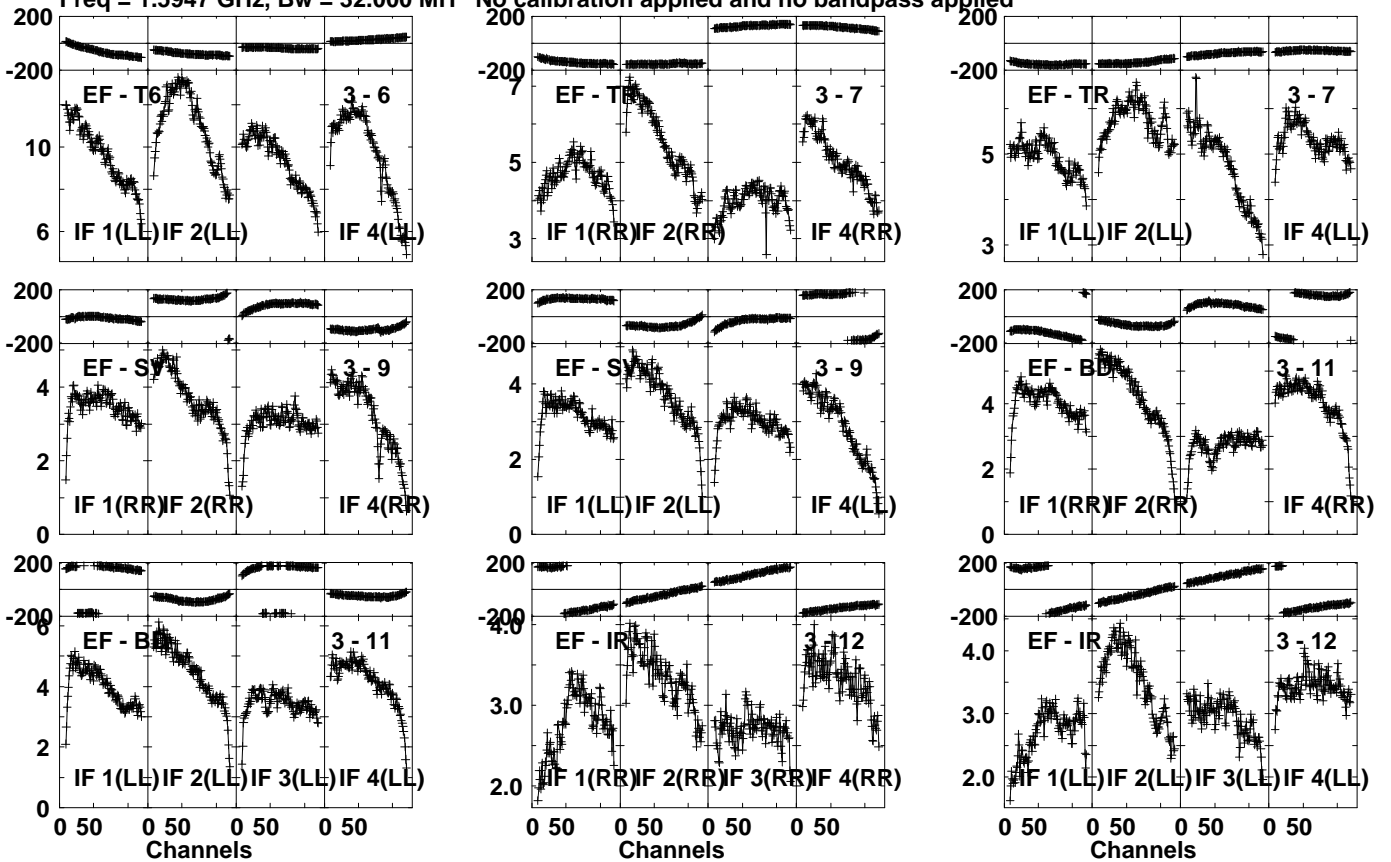 Freq = 1.5947 GHz, Bw = 32.000 MH No calibration applied and no bandpass applied
200
-200
EF - T6
3 - 6
10
6
IF 1(LL) IF 2(LL) IF 4(LL)
200
-200
7
EF - TR
3 - 7
5
3
IF 1(RR) IF 2(RR) IF 4(RR)
200
-200
EF - TR
3 - 7
5
3
IF 1(LL) IF 2(LL) IF 4(LL)
200
-200
EF - SV
3 - 9
4
2
0
IF 1(RR) IF 2(RR) IF 4(RR)
200
-200
EF - SV
3 - 9
4
2
0
IF 1(LL) IF 2(LL) IF 4(LL)
200
-200
EF - BD
3 - 11
4
2
0
IF 1(RR) IF 2(RR) IF 4(RR)
200
-200
6
EF - BD
3 - 11
4
2
0
IF 1(LL) IF 2(LL) IF 3(LL) IF 4(LL)
0 50 0 50 0 50 0 50
Channels
200
-200
4.0
EF - IR
3 - 12
3.0
2.0
IF 1(RR) IF 2(RR) IF 3(RR) IF 4(RR)
0 50 0 50 0 50 0 50
Channels
200
-200
EF - IR
3 - 12
4.0
3.0
2.0
IF 1(LL) IF 2(LL) IF 3(LL) IF 4(LL)
0 50 0 50 0 50 0 50
Channels